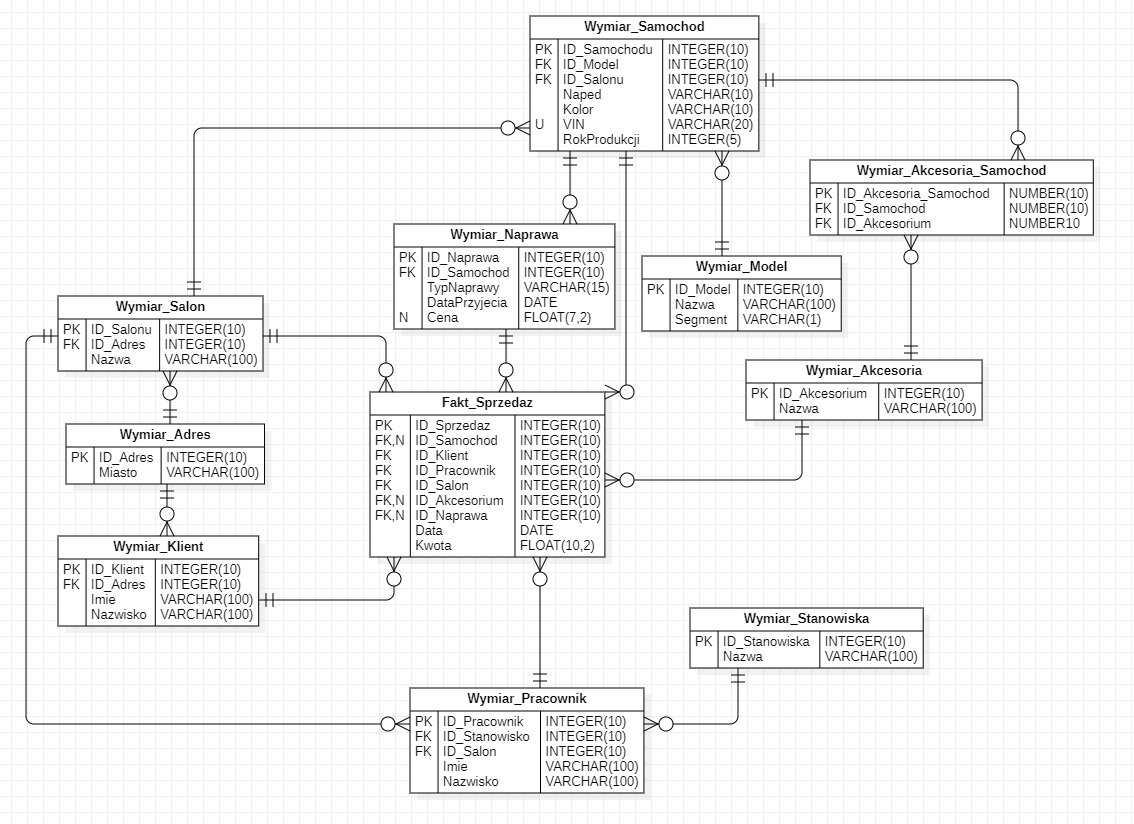 Wymiar_Samochod
PK ID_Samochodu INTEGER(10)
FK ID_Model INTEGER(10)
FK ID_Salonu INTEGER(10)
Naped VARCHAR(10)
Kolor VARCHAR(10)
U VIN VARCHAR(20)
RokProdukcji INTEGER(5)
Wymiar_Akcesoria_Samochod
PK ID_Akcesoria_Samochod NUMBER(10)
FK ID_Samochod NUMBER(10)
FK ID_Akcesorium NUMBER10
Wymiar_Naprawa
PK ID_Naprawa INTEGER(10)
FK ID_Samochod INTEGER(10)
TypNaprawy VARCHAR(15)
DataPrzyjecia DATE
N Cena FLOAT(7,2)
Wymiar_Model
PK ID_Model INTEGER(10)
Nazwa VARCHAR(100)
Segment VARCHAR(1)
Wymiar_Salon
PK ID_Salonu INTEGER(10)
FK ID_Adres INTEGER(10)
Nazwa VARCHAR(100)
Wymiar_Akcesoria
PK ID_Akcesorium INTEGER(10)
Nazwa VARCHAR(100)
Fakt_Sprzedaz
PK ID_Sprzedaz INTEGER(10)
FK,N ID_Samochod INTEGER(10)
FK ID_Klient INTEGER(10)
FK ID_Pracownik INTEGER(10)
FK ID_Salon INTEGER(10)
FK,N ID_Akcesorium INTEGER(10)
FK,N ID_Naprawa INTEGER(10)
Data DATE
Kwota FLOAT(10,2)
Wymiar_Adres
PK ID_Adres INTEGER(10)
Miasto VARCHAR(100)
Wymiar_Klient
PK ID_Klient INTEGER(10)
FK ID_Adres INTEGER(10)
Imie VARCHAR(100)
Nazwisko VARCHAR(100)
Wymiar_Stanowiska
PK ID_Stanowiska INTEGER(10)
Nazwa VARCHAR(100)
Wymiar_Pracownik
PK ID_Pracownik INTEGER(10)
FK ID_Stanowisko INTEGER(10)
FK ID_Salon INTEGER(10)
Imie VARCHAR(100)
Nazwisko VARCHAR(100)